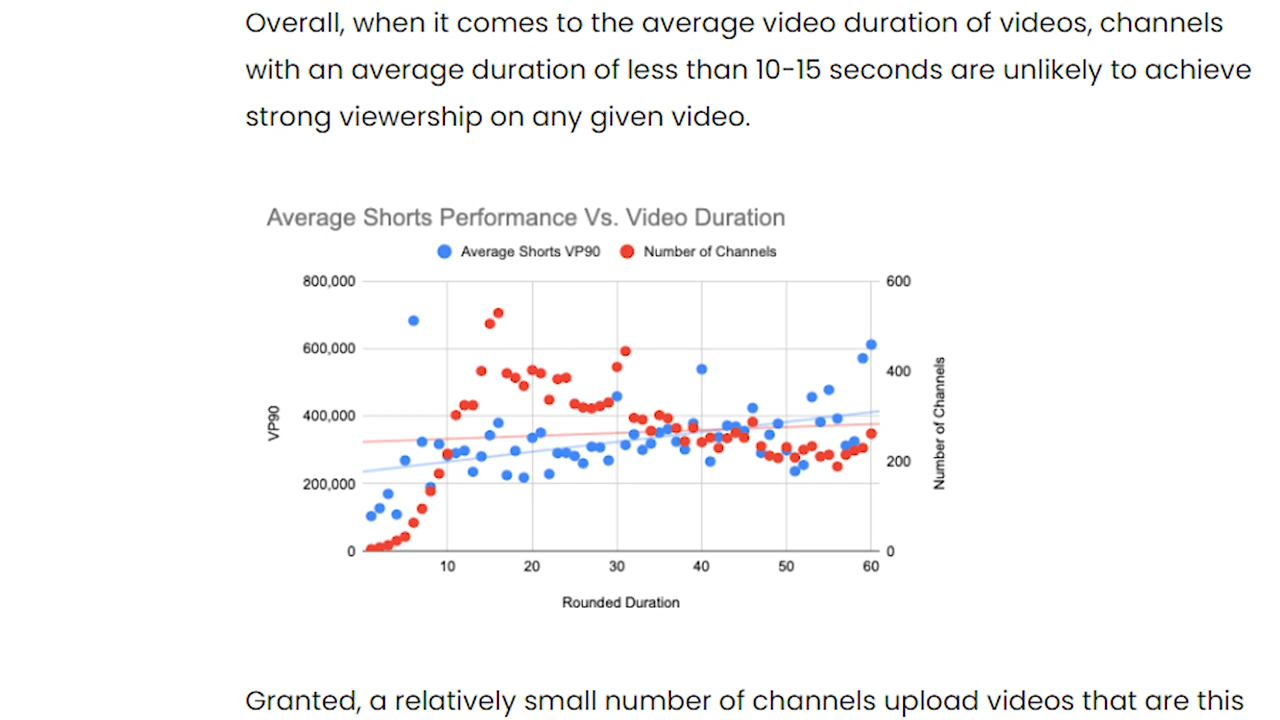 Overall, when it comes to the average video duration of videos, channels
with an average duration of less than 10-15 seconds are unlikely to achieve
strong viewership on any given video.
Average Shorts Performance Vs. Video Duration
Average Shorts VP90 Number of Channels
800,000 600
600,000
400
400,000
200
200,000
0 0
VP90
Number of Channels
10 20 30 40 50 60
Rounded Duration
Granted, a relatively small number of channels upload videos that are this